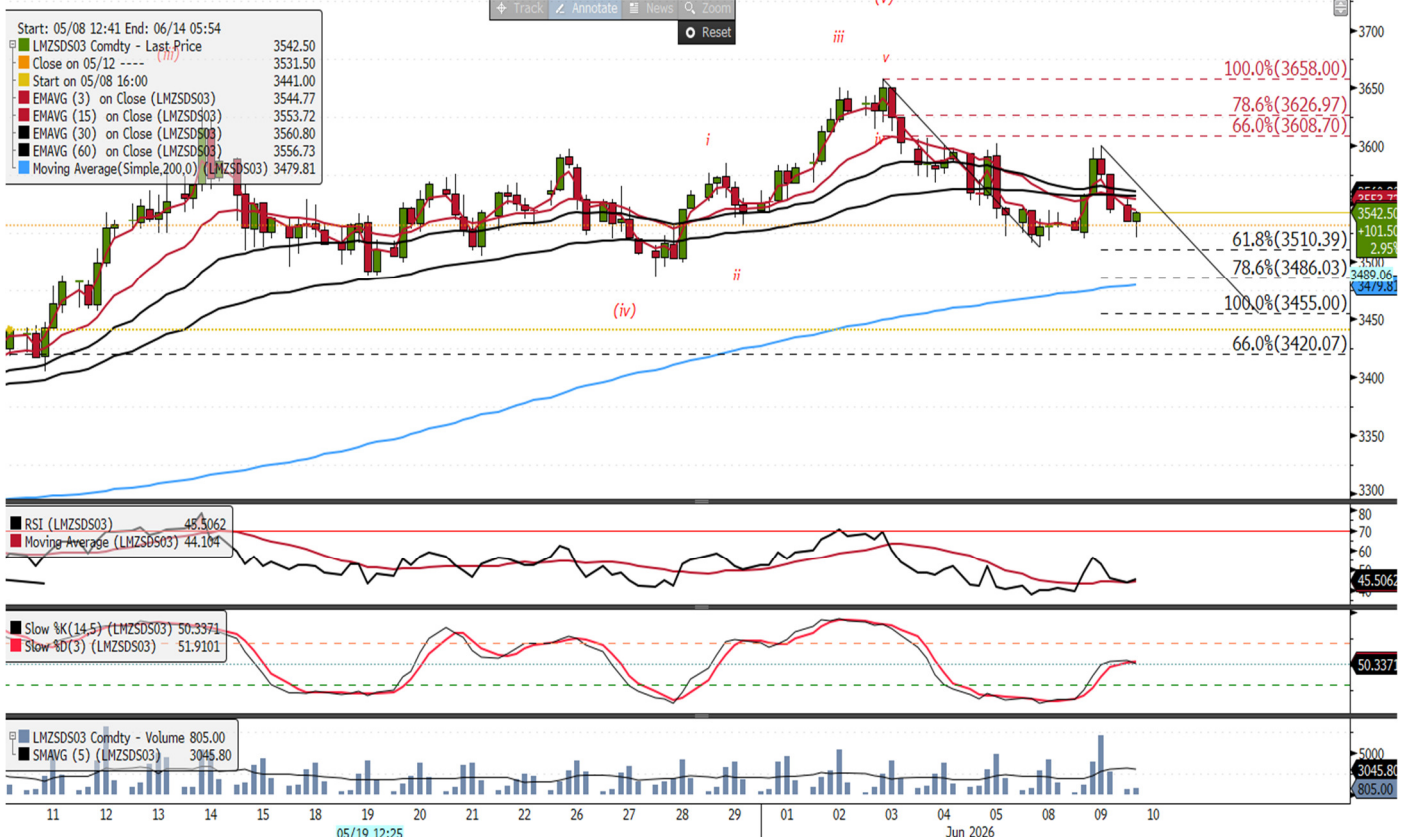 Track Annotate News Zoom
Reset
Start: 05/08 12:41 End: 06/14 05:54
LMZSDS03 Comdty - Last Price 3542.50
Close on 05/12 ---- 3531.50
Start on 05/08 16:00 3441.00
EMAVG (3) on Close (LMZSDS03) 3544.77
EMAVG (15) on Close (LMZSDS03) 3553.72
EMAVG (30) on Close (LMZSDS03) 3560.80
EMAVG (60) on Close (LMZSDS03) 3556.73
Moving Average(Simple,200,0) (LMZSDS03) 3479.81
(iii)
(v)
iii
v
iv
i
ii
(iv)
100.0%(3658.00)
78.6%(3626.97)
66.0%(3608.70)
61.8%(3510.39)
78.6%(3486.03)
100.0%(3455.00)
66.0%(3420.07)
3700
3650
3600
3542.50
+101.50
2.95%
3500
3489.06
3479.81
3450
3400
3350
3300
RSI (LMZSDS03) 45.5062
Moving Average (LMZSDS03) 44.104
80
70
60
45.5062
Slow %K(14,5) (LMZSDS03) 50.3371
Slow %D(3) (LMZSDS03) 51.9101
50.3371
LMZSDS03 Comdty - Volume 805.00
SMAVG (5) (LMZSDS03) 3045.80
5000
3045.80
805.00
11 12 13 14 15 18 19 20 21 22 26 27 28 29 01 02 03 04 05 08 09 10
05/19 12:25
Jun 2026